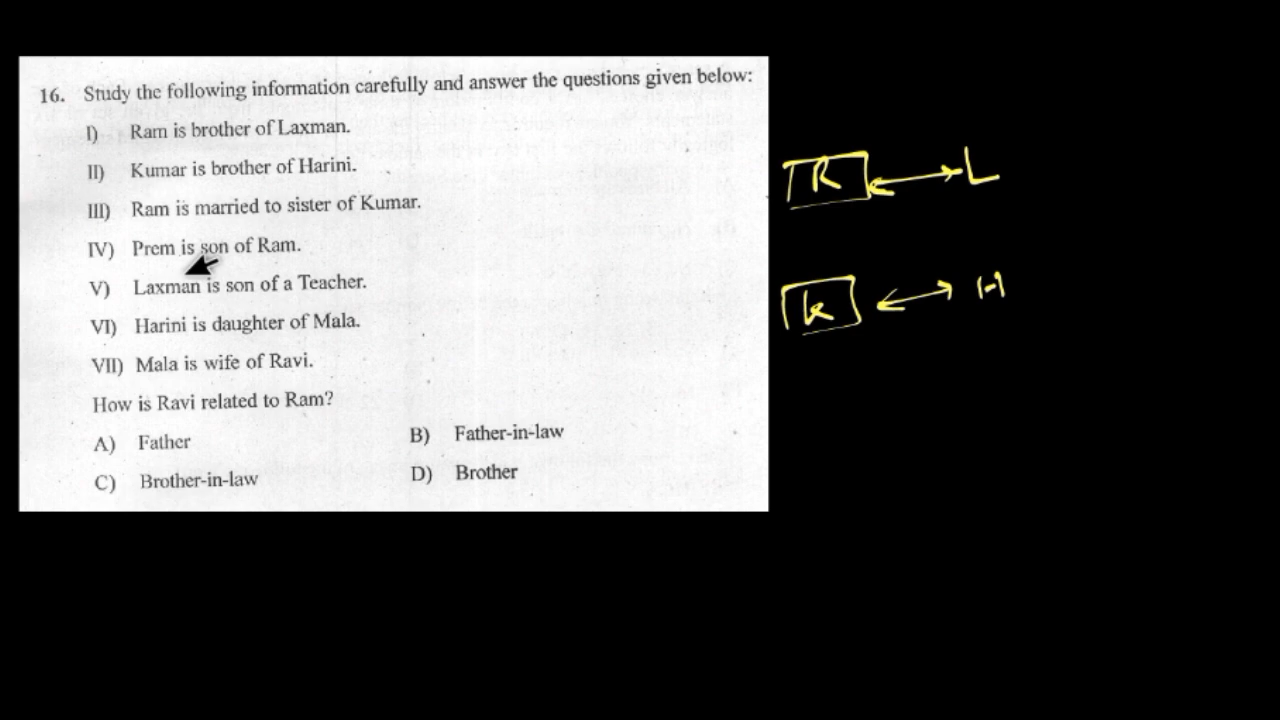 16. Study the following information carefully and answer the questions given below:
I) Ram is brother of Laxman.
II) Kumar is brother of Harini.
III) Ram is married to sister of Kumar.
IV) Prem is son of Ram.
V) Laxman is son of a Teacher.
VI) Harini is daughter of Mala.
VII) Mala is wife of Ravi.
How is Ravi related to Ram?
A) Father B) Father-in-law
C) Brother-in-law D) Brother
R L
K H